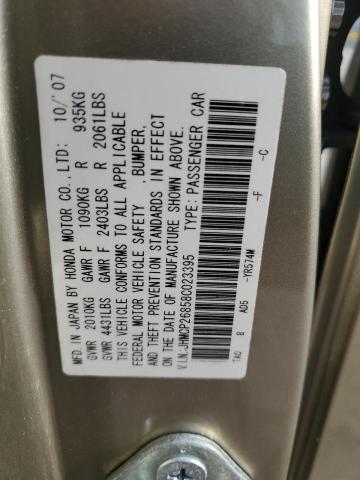 MFD. IN JAPAN BY HONDA MOTOR CO., LTD: 10/'07
GVWR 2010KG GAWR F 1090KG R 935KG
GVWR 4431LBS GAWR F 2403LBS R 2061LBS
THIS VEHICLE CONFORMS TO ALL APPLICABLE
FEDERAL MOTOR VEHICLE SAFETY ,BUMPER,
AND THEFT PREVENTION STANDARDS IN EFFECT
ON THE DATE OF MANUFACTURE SHOWN ABOVE.
V.I.N:JHMCP26858C023395 TYPE: PASSENGER CAR
TA0 B AD5 -YR574M -F -C